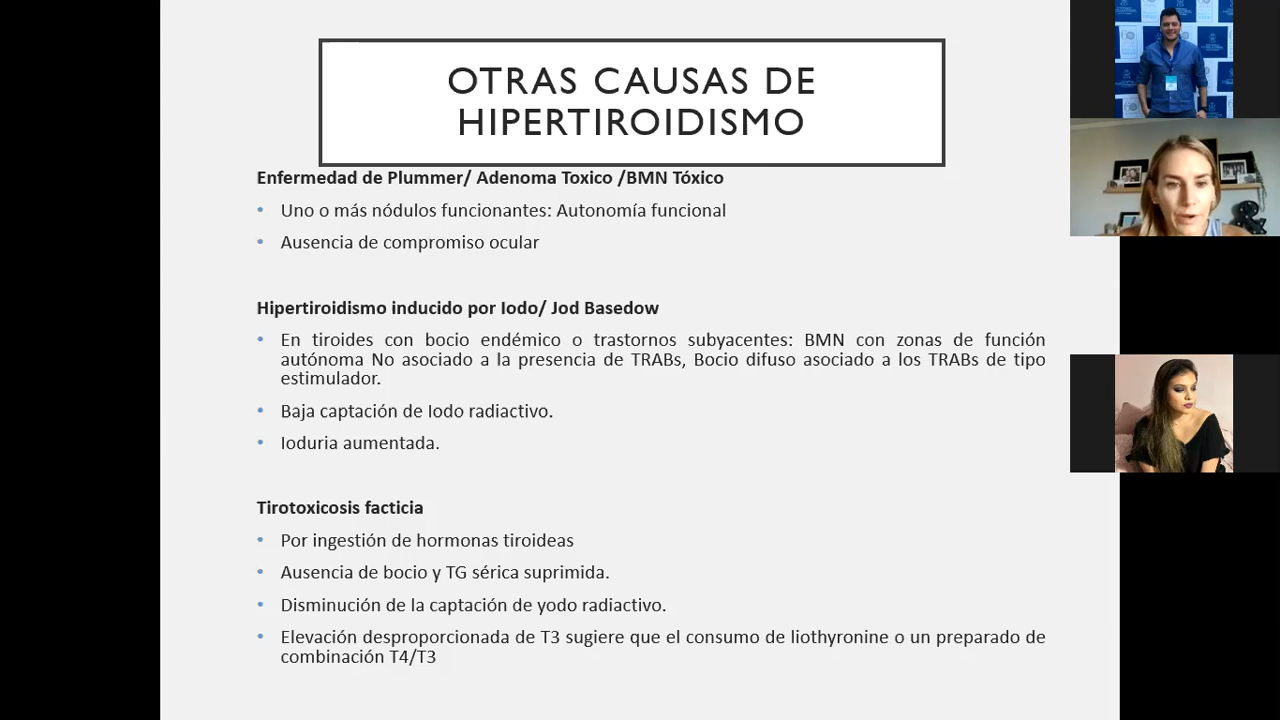 OTRAS CAUSAS DE
HIPERTIROIDISMO
Enfermedad de Plummer/ Adenoma Toxico /BMN Tóxico
• Uno o más nódulos funcionantes: Autonomía funcional
• Ausencia de compromiso ocular
Hipertiroidismo inducido por Iodo/ Jod Basedow
• En tiroides con bocio endémico o trastornos subyacentes: BMN con zonas de función
autónoma No asociado a la presencia de TRABs, Bocio difuso asociado a los TRABs de tipo
estimulador.
• Baja captación de Iodo radiactivo.
• Ioduria aumentada.
Tirotoxicosis facticia
• Por ingestión de hormonas tiroideas
• Ausencia de bocio y TG sérica suprimida.
• Disminución de la captación de yodo radiactivo.
• Elevación desproporcionada de T3 sugiere que el consumo de liothyronine o un preparado de
combinación T4/T3